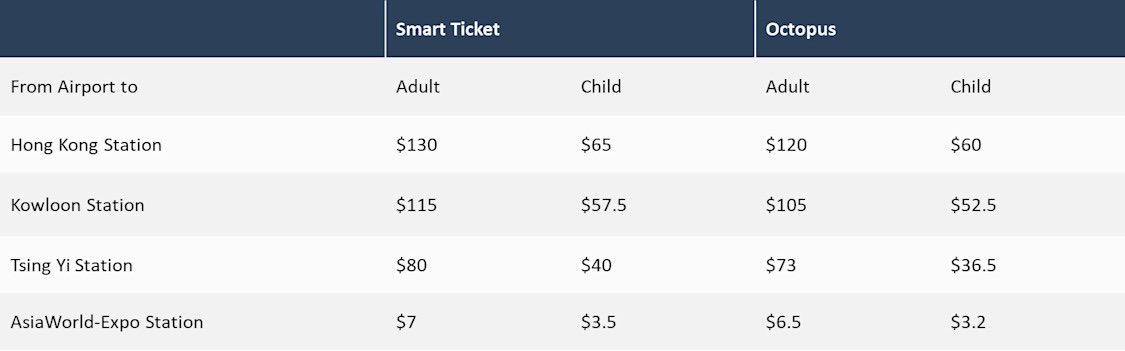 Smart Ticket Octopus
From Airport to Adult Child Adult Child
Hong Kong Station $130 $65 $120 $60
Kowloon Station $115 $57.5 $105 $52.5
Tsing Yi Station $80 $40 $73 $36.5
AsiaWorld-Expo Station $7 $3.5 $6.5 $3.2